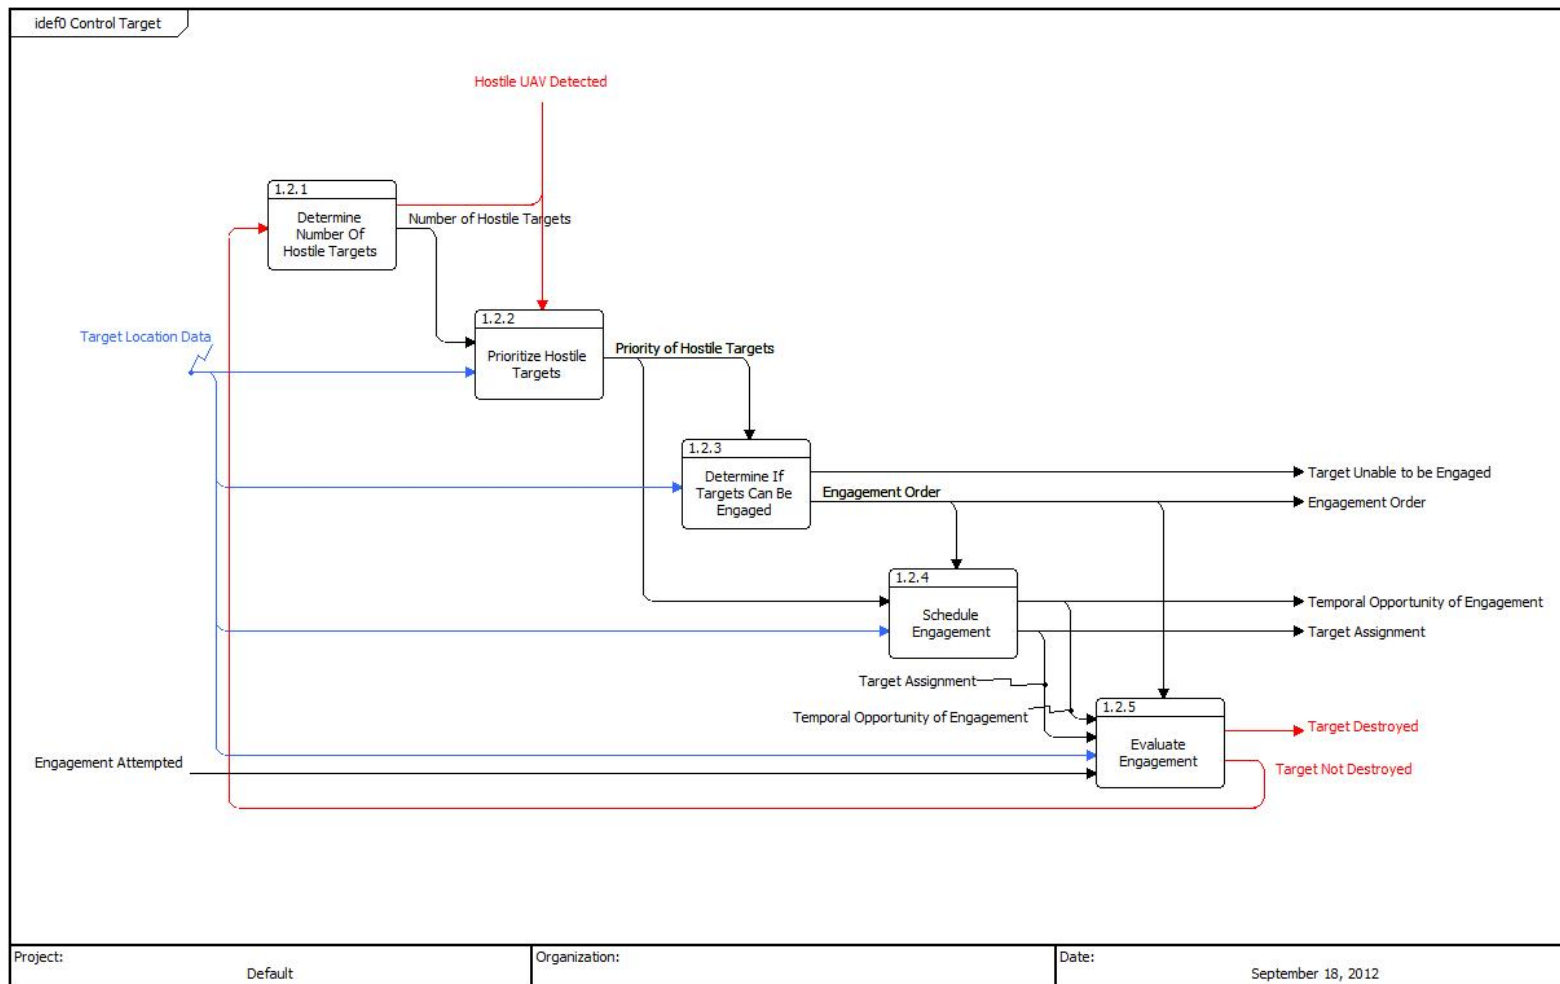 idef0 Control Target
Hostile UAV Detected
1.2.1
Determine
Number Of
Hostile Targets
Number of Hostile Targets
Target Location Data
1.2.2
Prioritize Hostile
Targets
Priority of Hostile Targets
1.2.3
Determine If
Targets Can Be
Engaged
Target Unable to be Engaged
Engagement Order
Engagement Order
1.2.4
Schedule
Engagement
Temporal Opportunity of Engagement
Target Assignment
Target Assignment
Temporal Opportunity of Engagement
1.2.5
Evaluate
Engagement
Target Destroyed
Engagement Attempted
Target Not Destroyed
Project:
Default
Organization:
Date:
September 18, 2012